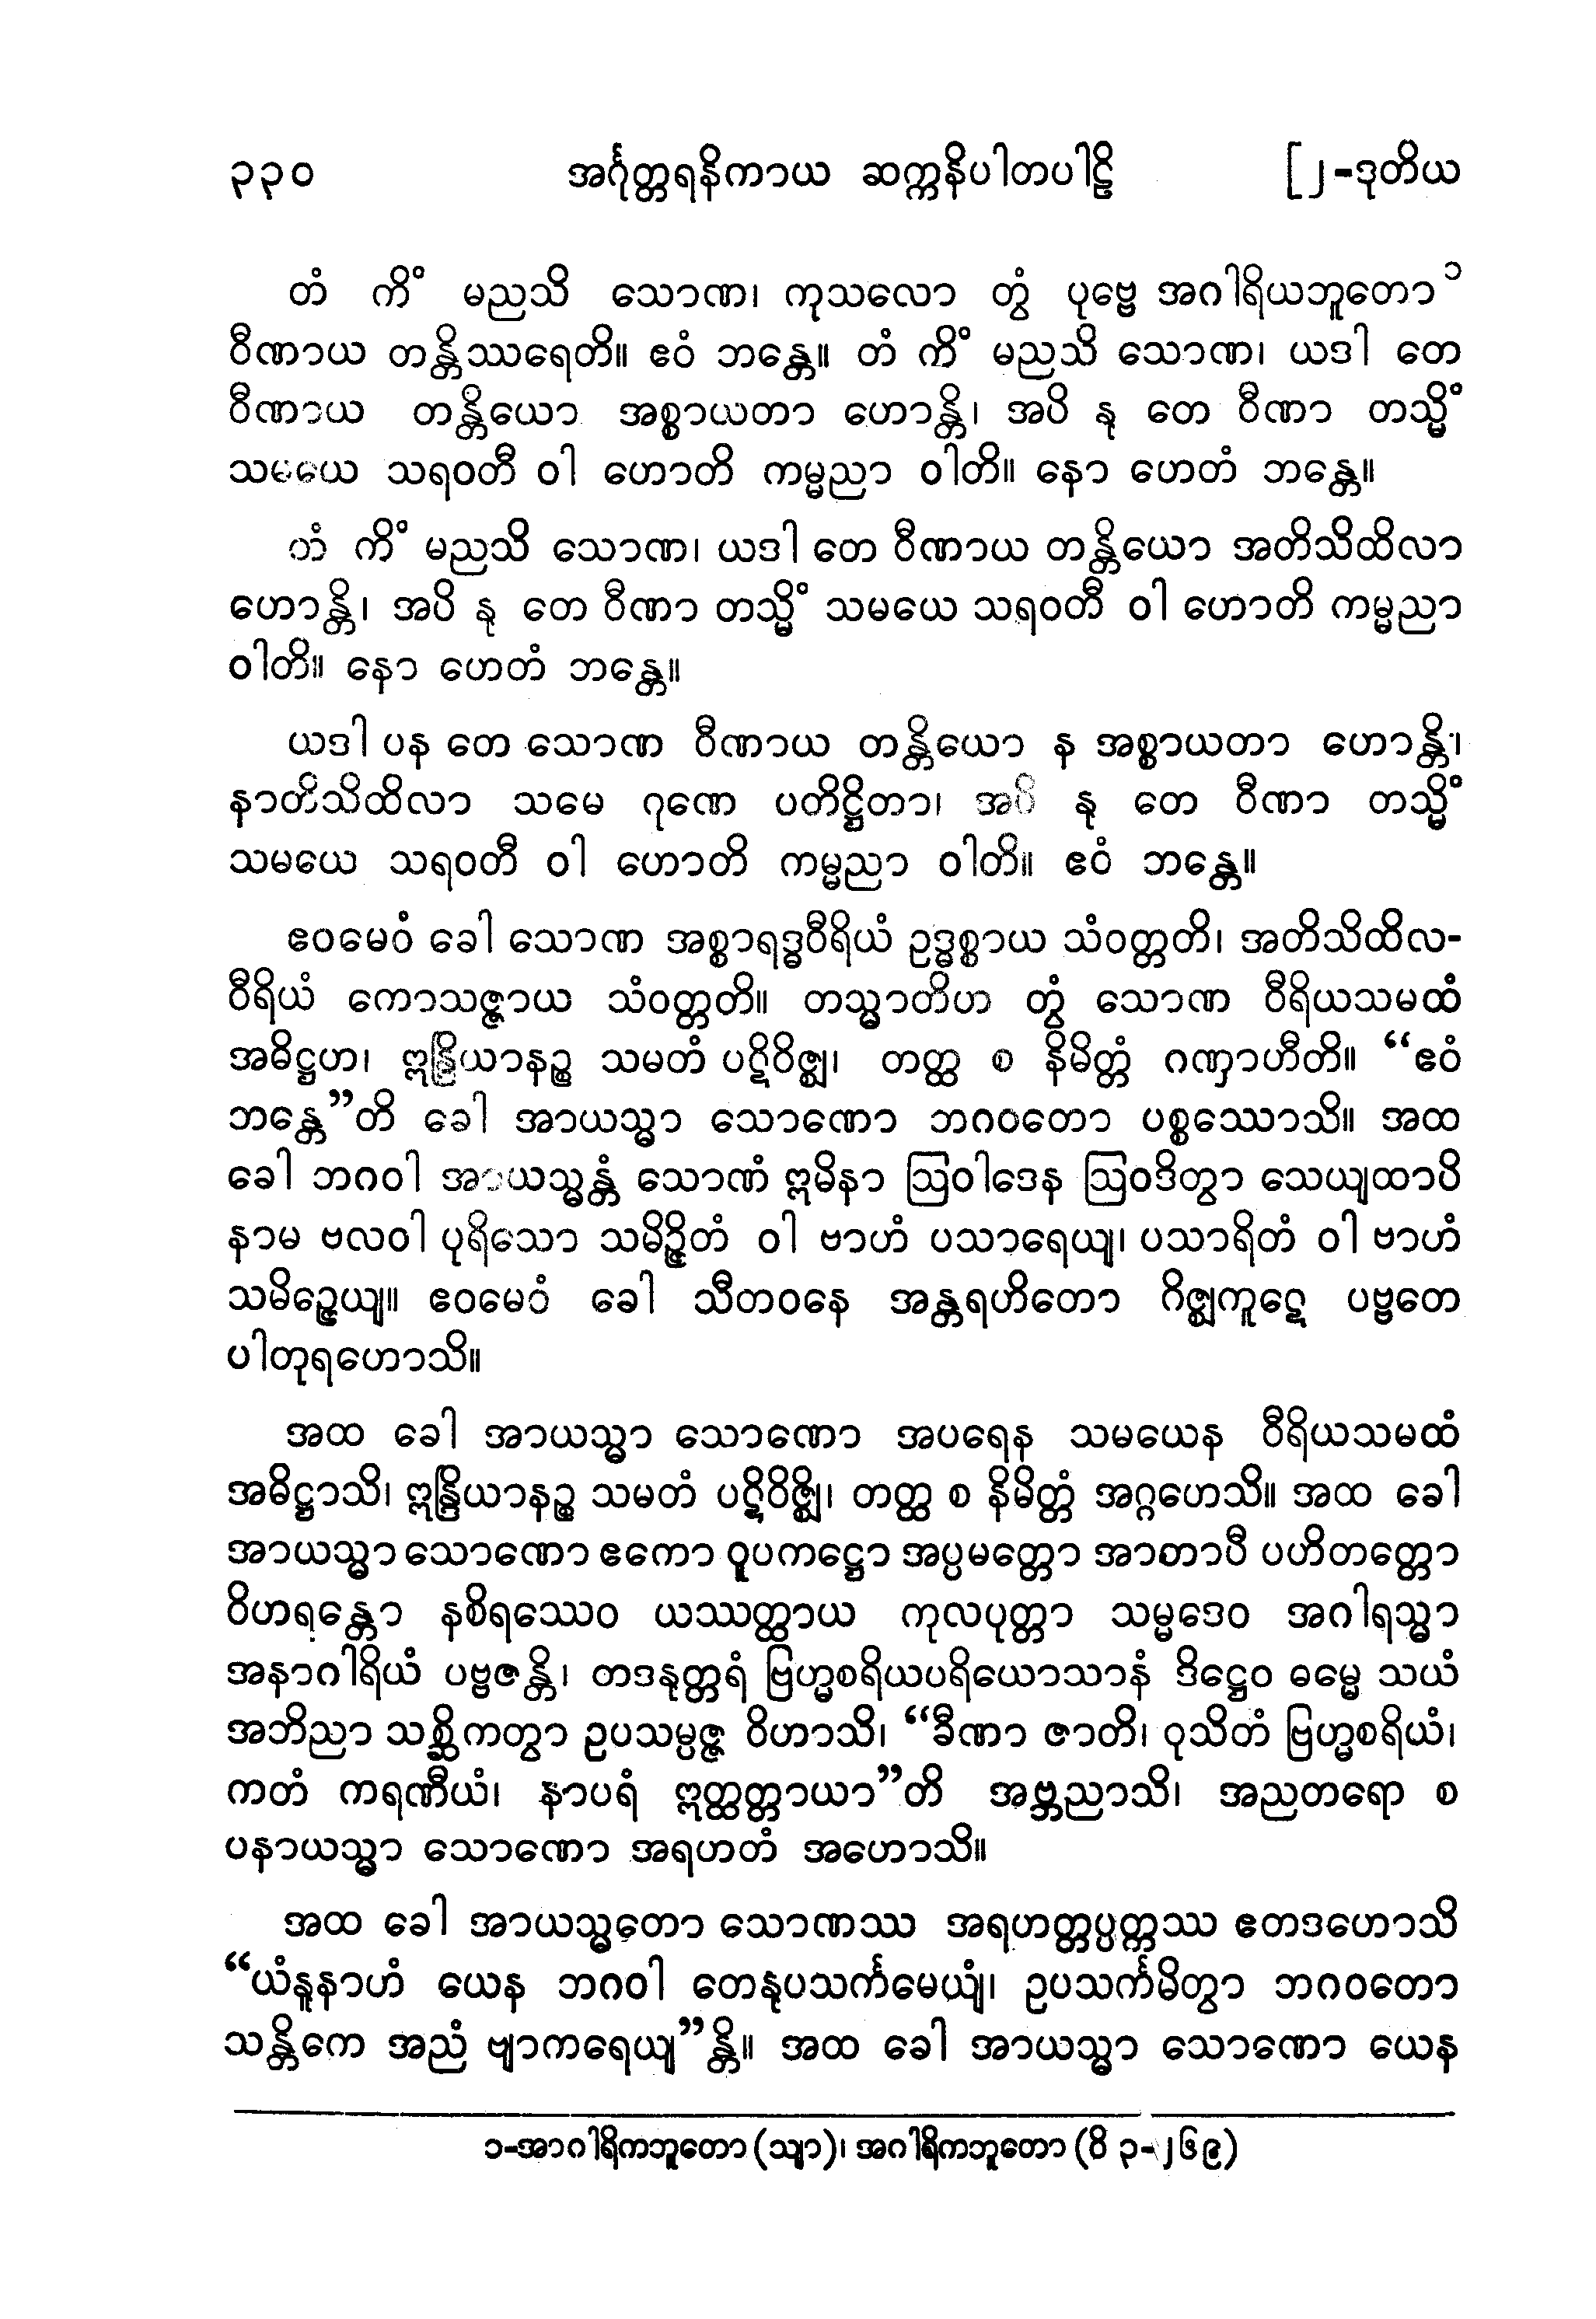 ၃၃၀ အင်္ဂုတ္တရနိကာယ ဆက္ကနိပါတပါဠိ [၂-ဒုတိယ
တံ ကိံ မညသိ သောဏ၊ ကုသလော တွံ ပုဗ္ဗေ အဂါရိယဘူတော ၁
ဝီဏာယ တန္တိဿရေတိ။ ဧဝံ ဘန္တေ။ တံ ကိံ မညသိ သောဏ၊ ယဒါ တေ
ဝီဏာယ တန္တိယော အစ္စာယတာ ဟောန္တိ၊ အပိ နု တေ ဝီဏာ တသ္မိံ
သမယေ သရဝတီ ဝါ ဟောတိ ကမ္မညာ ဝါတိ။ နော ဟေတံ ဘန္တေ။
တံ ကိံ မညသိ သောဏ၊ ယဒါ တေ ဝီဏာယ တန္တိယော အတိသိထိလာ
ဟောန္တိ၊ အပိ နု တေ ဝီဏာ တသ္မိံ သမယေ သရဝတီ ဝါ ဟောတိ ကမ္မညာ
ဝါတိ။ နော ဟေတံ ဘန္တေ။
ယဒါ ပန တေ သောဏ ဝီဏာယ တန္တိယော န အစ္စာယတာ ဟောန္တိ၊
နာတိသိထိလာ သမေ ဂုဏေ ပတိဋ္ဌိတာ၊ အပိ နု တေ ဝီဏာ တသ္မိံ
သမယေ သရဝတီ ဝါ ဟောတိ ကမ္မညာ ဝါတိ။ ဧဝံ ဘန္တေ။
ဧဝမေဝံ ခေါ သောဏ အစ္စာရဒ္ဓဝီရိယံ ဥဒ္ဓစ္စာယ သံဝတ္တတိ၊ အတိသိထိလ-
ဝီရိယံ ကောသဇ္ဇာယ သံဝတ္တတိ။ တသ္မာတိဟ တွံ သောဏ ဝီရိယသမထံ
အဓိဋ္ဌဟ၊ ဣန္ဒြိယာနဉ္စ သမတံ ပဋိဝိဇ္ဈ၊ တတ္ထ စ နိမိတ္တံ ဂဏှာဟီတိ။ “ဧဝံ
ဘန္တေ”တိ ခေါ အာယသ္မာ သောဏော ဘဂဝတော ပစ္စဿောသိ။ အထ
ခေါ ဘဂဝါ အာယသ္မန္တံ သောဏံ ဣမိနာ ဩဝါဒေန ဩဝဒိတွာ သေယျထာပိ
နာမ ဗလဝါ ပုရိသော သမိဉ္ဇိတံ ဝါ ဗာဟံ ပသာရေယျ၊ ပသာရိတံ ဝါ ဗာဟံ
သမိဉ္ဇေယျ။ ဧဝမေဝံ ခေါ သီတဝနေ အန္တရဟိတော ဂိဇ္ဈကူဋေ ပဗ္ဗတေ
ပါတုရဟောသိ။
အထ ခေါ အာယသ္မာ သောဏော အပရေန သမယေန ဝီရိယသမထံ
အဓိဋ္ဌာသိ၊ ဣန္ဒြိယာနဉ္စ သမတံ ပဋိဝိဇ္ဈိ၊ တတ္ထ စ နိမိတ္တံ အဂ္ဂဟေသိ။ အထ ခေါ
အာယသ္မာ သောဏော ဧကော ဝူပကဋ္ဌော အပ္ပမတ္တော အာတာပီ ပဟိတတ္တော
ဝိဟရန္တော နစိရဿေဝ ယဿတ္ထာယ ကုလပုတ္တာ သမ္မဒေဝ အဂါရသ္မာ
အနာဂါရိယံ ပဗ္ဗဇန္တိ၊ တဒနုတ္တရံ ဗြဟ္မစရိယပရိယောသာနံ ဒိဋ္ဌေဝ ဓမ္မေ သယံ
အဘိညာ သစ္ဆိကတွာ ဥပသမ္ပဇ္ဇ ဝိဟာသိ၊ “ခီဏာ ဇာတိ၊ ဝုသိတံ ဗြဟ္မစရိယံ၊
ကတံ ကရဏီယံ၊ နာပရံ ဣတ္ထတ္တာယာ”တိ အဗ္ဘညာသိ၊ အညတရော စ
ပနာယသ္မာ သောဏော အရဟတံ အဟောသိ။
အထ ခေါ အာယသ္မတော သောဏဿ အရဟတ္တပ္ပတ္တဿ ဧတဒဟောသိ
“ယံနူနာဟံ ယေန ဘဂဝါ တေနုပသင်္ကမေယျံ၊ ဥပသင်္ကမိတွာ ဘဂဝတော
သန္တိကေ အညံ ဗျာကရေယျ”န္တိ။ အထ ခေါ အာယသ္မာ သောဏော ယေန
၁-အာဂါရိကဘူတော (သျာ)၊ အဂါရိကဘူတော (ဝိ ၃-၂၆၉)